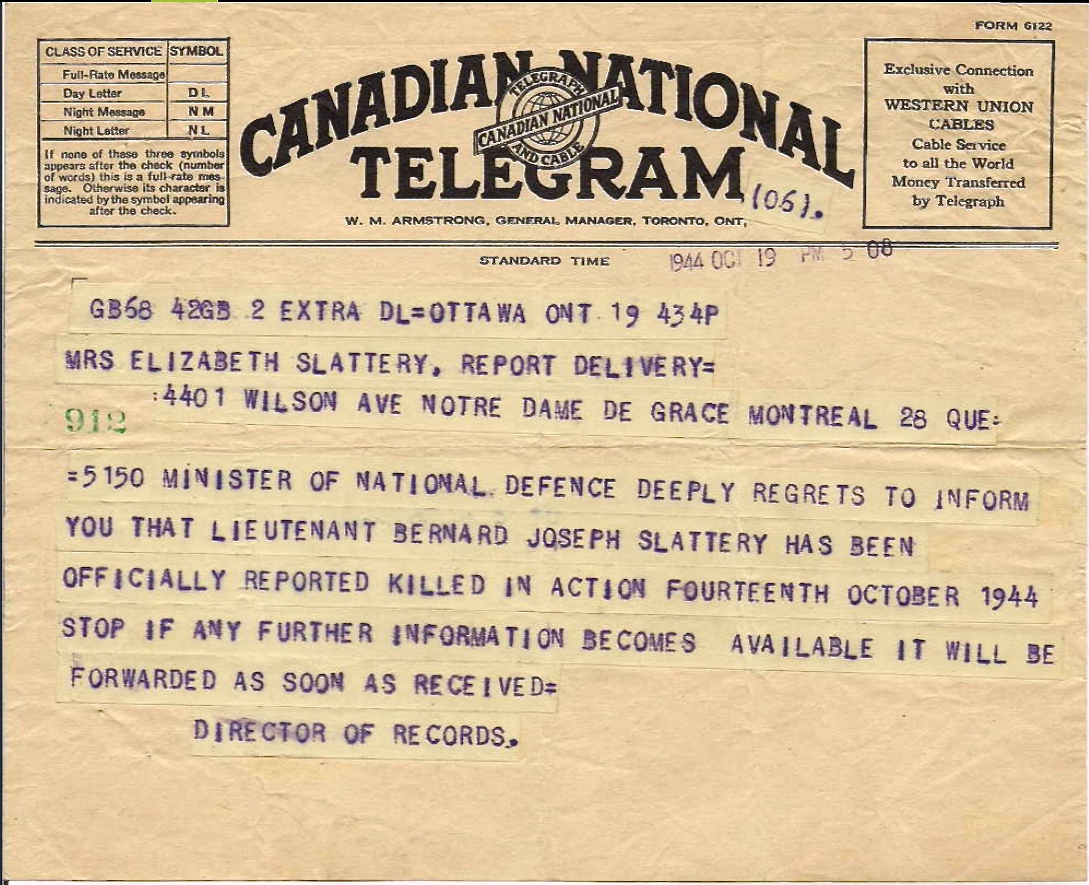 FORM 6122
CLASS OF SERVICE SYMBOL
Full-Rate Message
Day Letter D L
Night Message N M
Night Letter N L
If none of these three symbols
appears after the check (number
of words) this is a full-rate mes-
sage. Otherwise its character is
indicated by the symbol appearing
after the check.
CANADIAN NATIONAL
TELEGRAPH
CANADIAN NATIONAL
AND CABLE
TELEGRAM
W. M. ARMSTRONG, GENERAL MANAGER, TORONTO, ONT,
(06).
Exclusive Connection
with
WESTERN UNION
CABLES
Cable Service
to all the World
Money Transferred
by Telegraph
STANDARD TIME
1944 OCT 19 PM 5 08
GB68 42GB 2 EXTRA DL=OTTAWA ONT 19 434P
MRS ELIZABETH SLATTERY, REPORT DELIVERY=
:4401 WILSON AVE NOTRE DAME DE GRACE MONTREAL 28 QUE=
912
=5150 MINISTER OF NATIONAL DEFENCE DEEPLY REGRETS TO INFORM
YOU THAT LIEUTENANT BERNARD JOSEPH SLATTERY HAS BEEN
OFFICIALLY REPORTED KILLED IN ACTION FOURTEENTH OCTOBER 1944
STOP IF ANY FURTHER INFORMATION BECOMES AVAILABLE IT WILL BE
FORWARDED AS SOON AS RECEIVED=
DIRECTOR OF RECORDS.